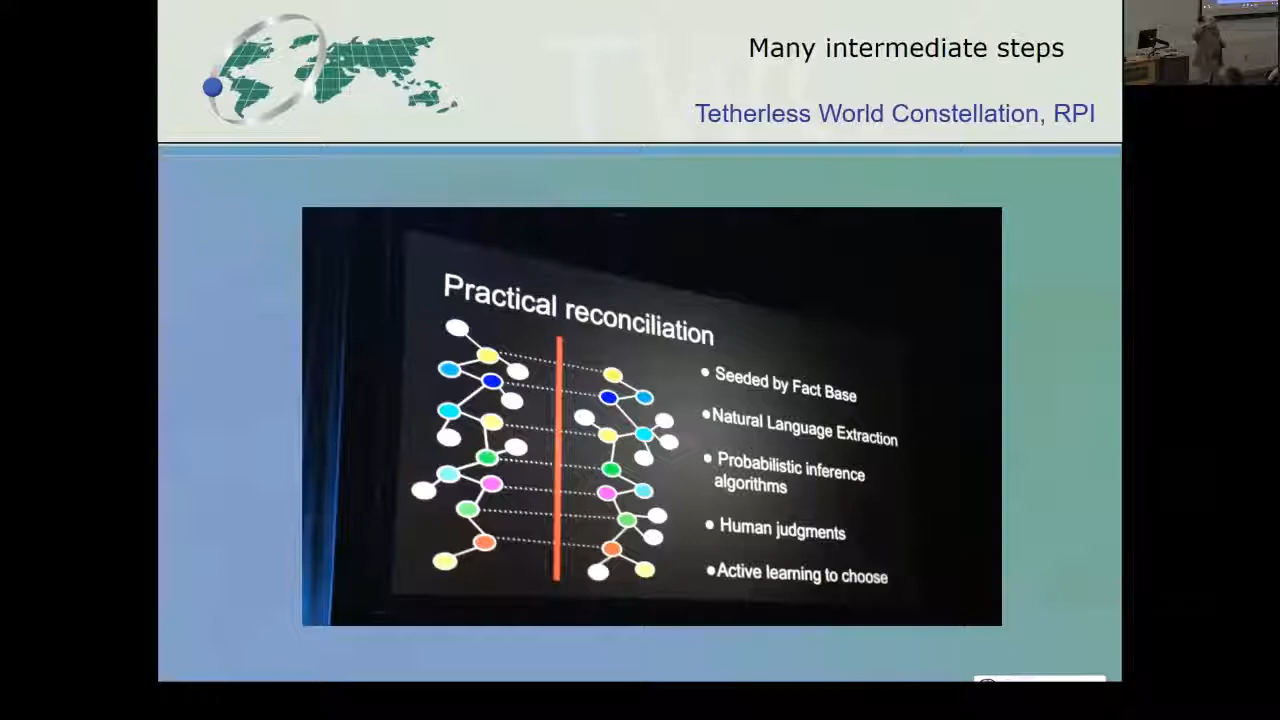 Many intermediate steps
Tetherless World Constellation, RPI
Practical reconciliation
• Seeded by Fact Base
• Natural Language Extraction
• Probabilistic inference
algorithms
• Human judgments
• Active learning to choose